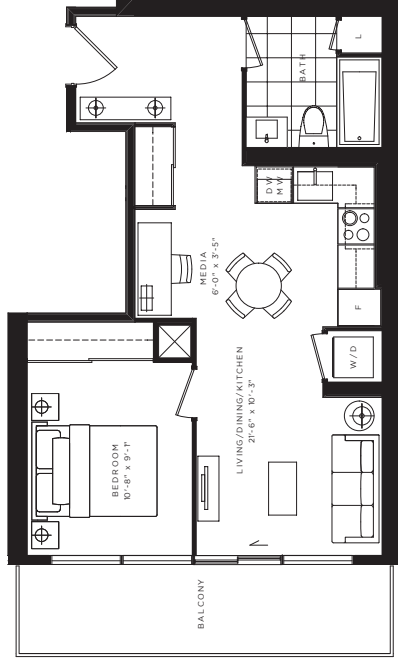 L
BATH
DW
MW
MEDIA
6'-0" x 3'-5"
F
W/D
LIVING/DINING/KITCHEN
21'-6" x 10'-3"
BEDROOM
10'-8" x 9'-1"
BALCONY